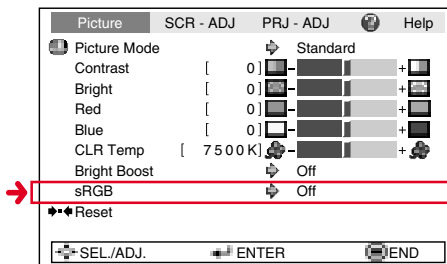 Picture SCR - ADJ PRJ - ADJ ? Help
Picture Mode Standard
Contrast [ 0] - +
Bright [ 0] - +
Red [ 0] - +
Blue [ 0] - +
CLR Temp [ 7500K] - +
Bright Boost Off
sRGB Off
Reset
SEL./ADJ. ENTER END